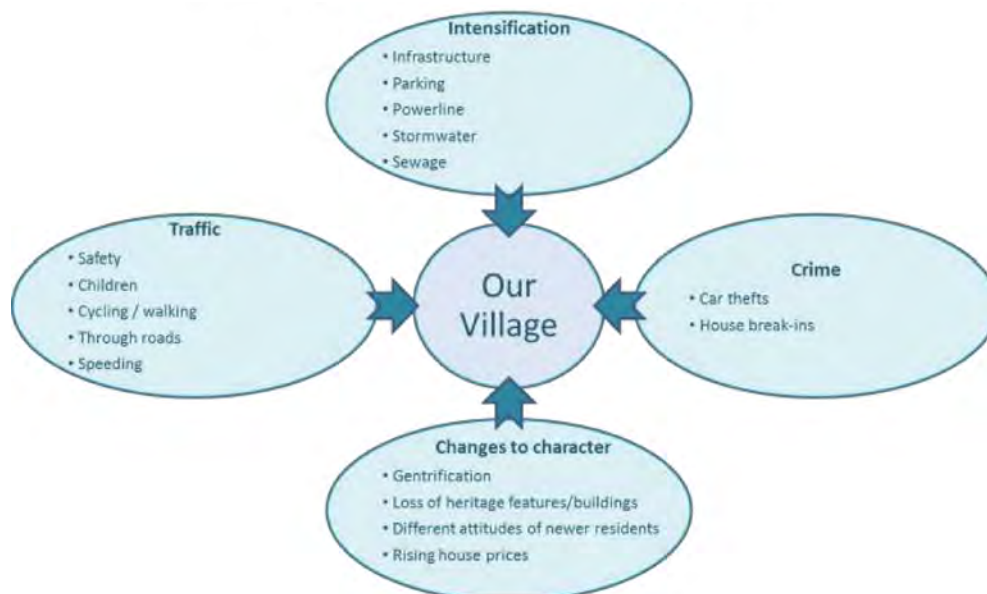 Intensification
• Infrastructure
• Parking
• Powerline
• Stormwater
• Sewage
Traffic
• Safety
• Children
• Cycling / walking
• Through roads
• Speeding
Our
Village
Crime
• Car thefts
• House break-ins
Changes to character
• Gentrification
• Loss of heritage features/buildings
• Different attitudes of newer residents
• Rising house prices